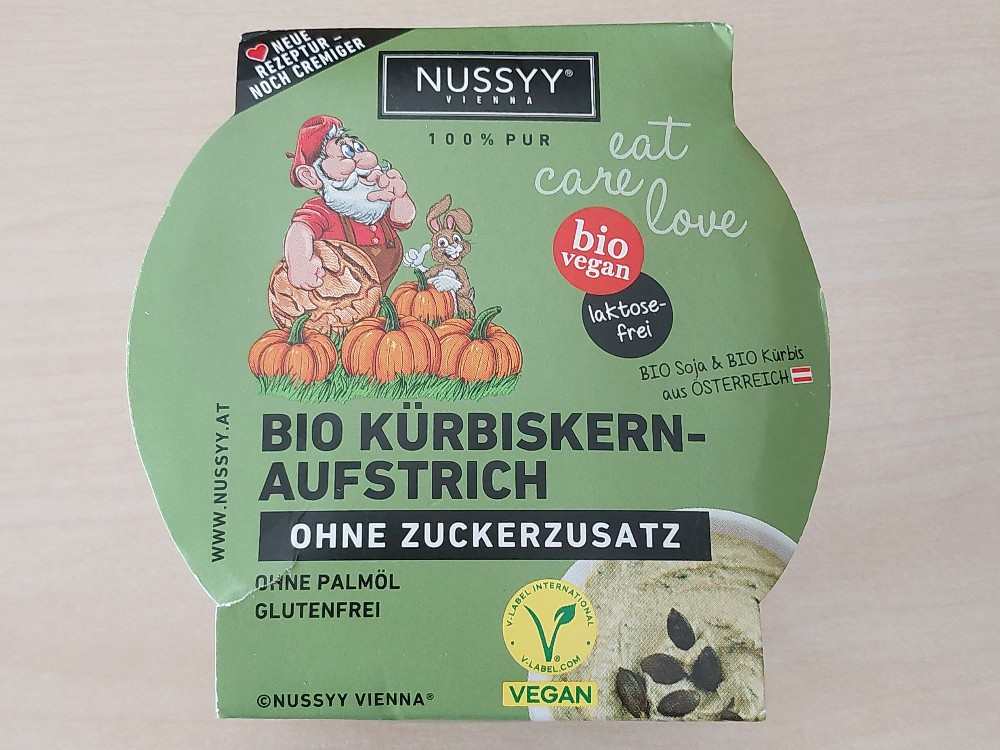 NEUE
REZEPTUR –
NOCH CREMIGER
NUSSYY®
VIENNA
100% PUR
eat
care
love
bio
vegan
laktose-
frei
BIO Soja & BIO Kürbis
aus ÖSTERREICH
WWW.NUSSYY.AT
BIO KÜRBISKERN-
AUFSTRICH
OHNE ZUCKERZUSATZ
OHNE PALMÖL
GLUTENFREI
V-LABEL INTERNATIONAL
V-LABEL.COM
VEGAN
©NUSSYY VIENNA®